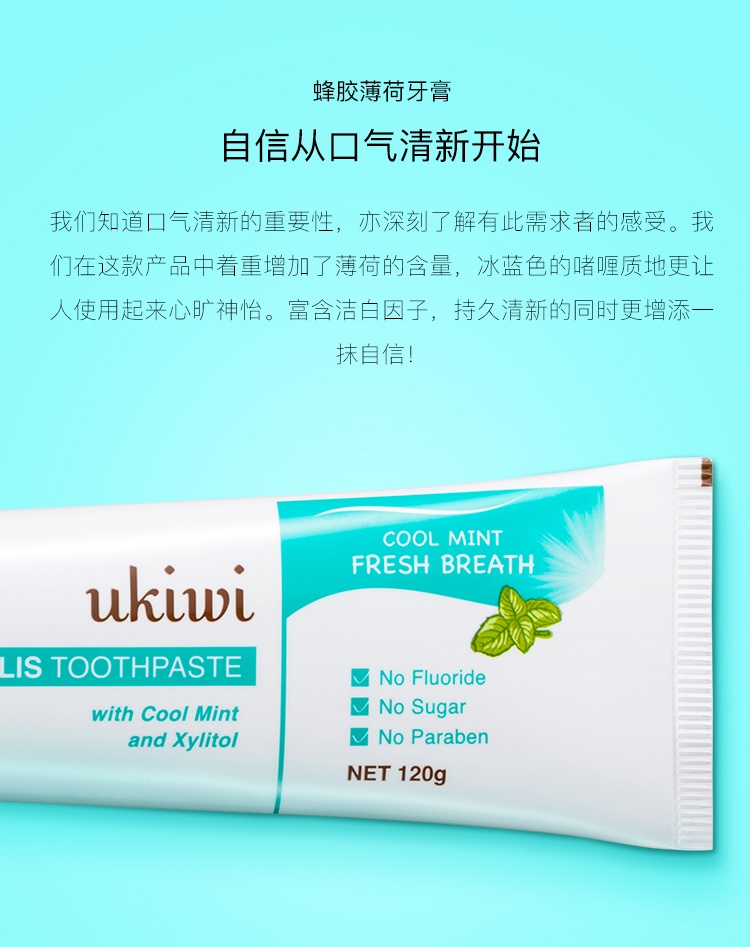 蜂胶薄荷牙膏
自信从口气清新开始
我们知道口气清新的重要性，亦深刻了解有此需求者的感受。我
们在这款产品中着重增加了薄荷的含量，冰蓝色的啫喱质地更让
人使用起来心旷神怡。富含洁白因子，持久清新的同时更增添一
抹自信！
ukiwi
LIS TOOTHPASTE
with Cool Mint
and Xylitol
COOL MINT
FRESH BREATH
No Fluoride
No Sugar
No Paraben
NET 120g